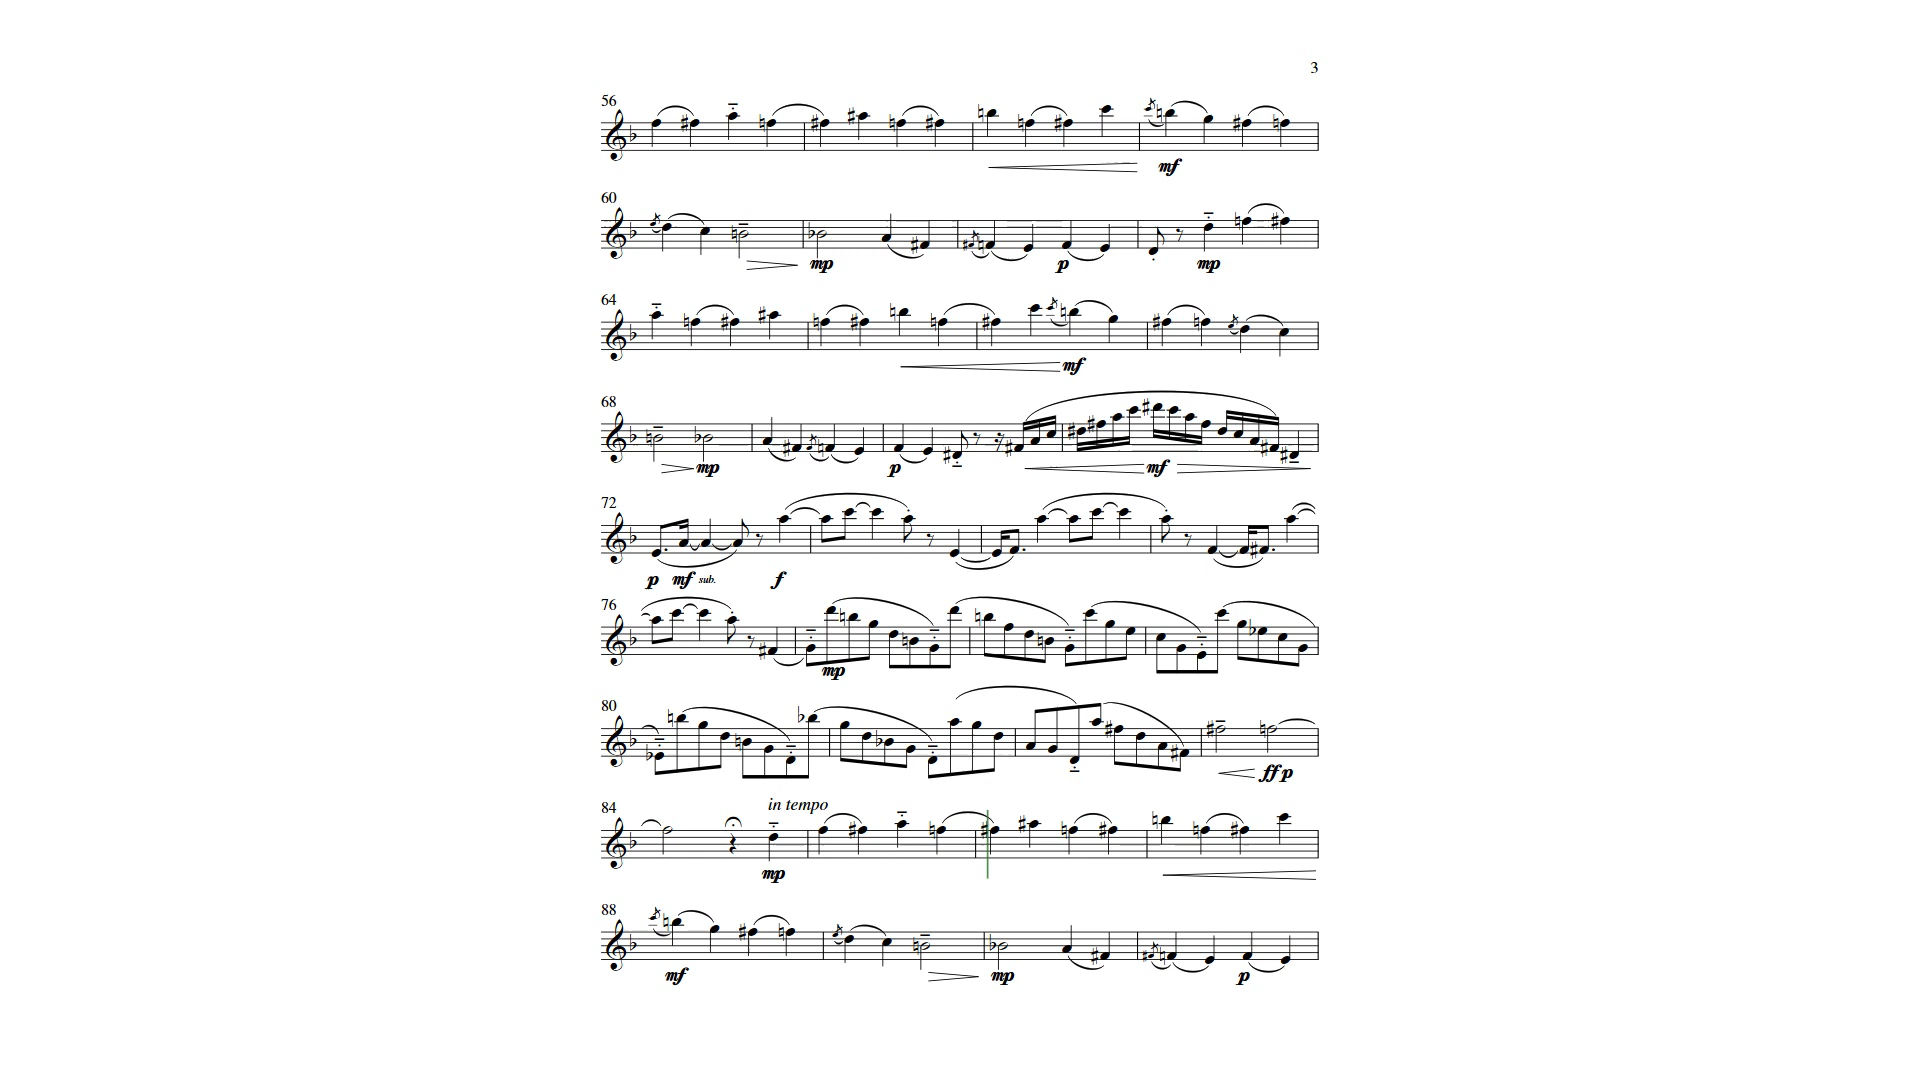 3
56
mf
60
mp p mp
64
mf
68
mp p mf
72
p mf sub. f
76
mp
80
ff p
84
in tempo
mp
88
mf mp p